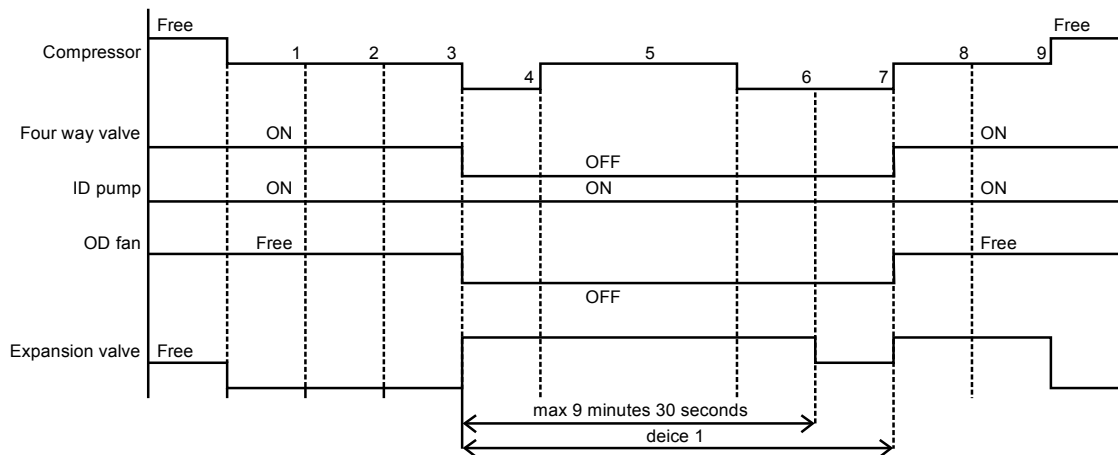 Free Free
Compressor 1 2 3 4 5 6 7 8 9
Four way valve ON OFF ON
ID pump ON ON ON
OD fan Free OFF Free
Expansion valve Free
max 9 minutes 30 seconds
deice 1